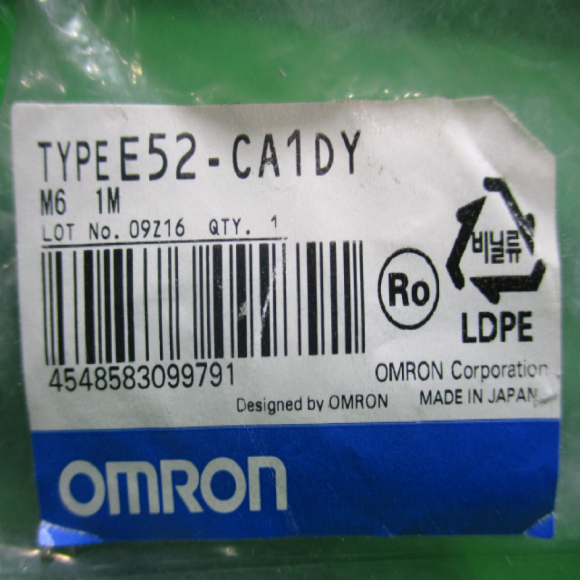 TYPE E52-CA1DY
M6 1M
LOT No. 09Z16 QTY. 1
비닐류
Ro
LDPE
4548583099791
OMRON Corporation
Designed by OMRON MADE IN JAPAN
OMRON